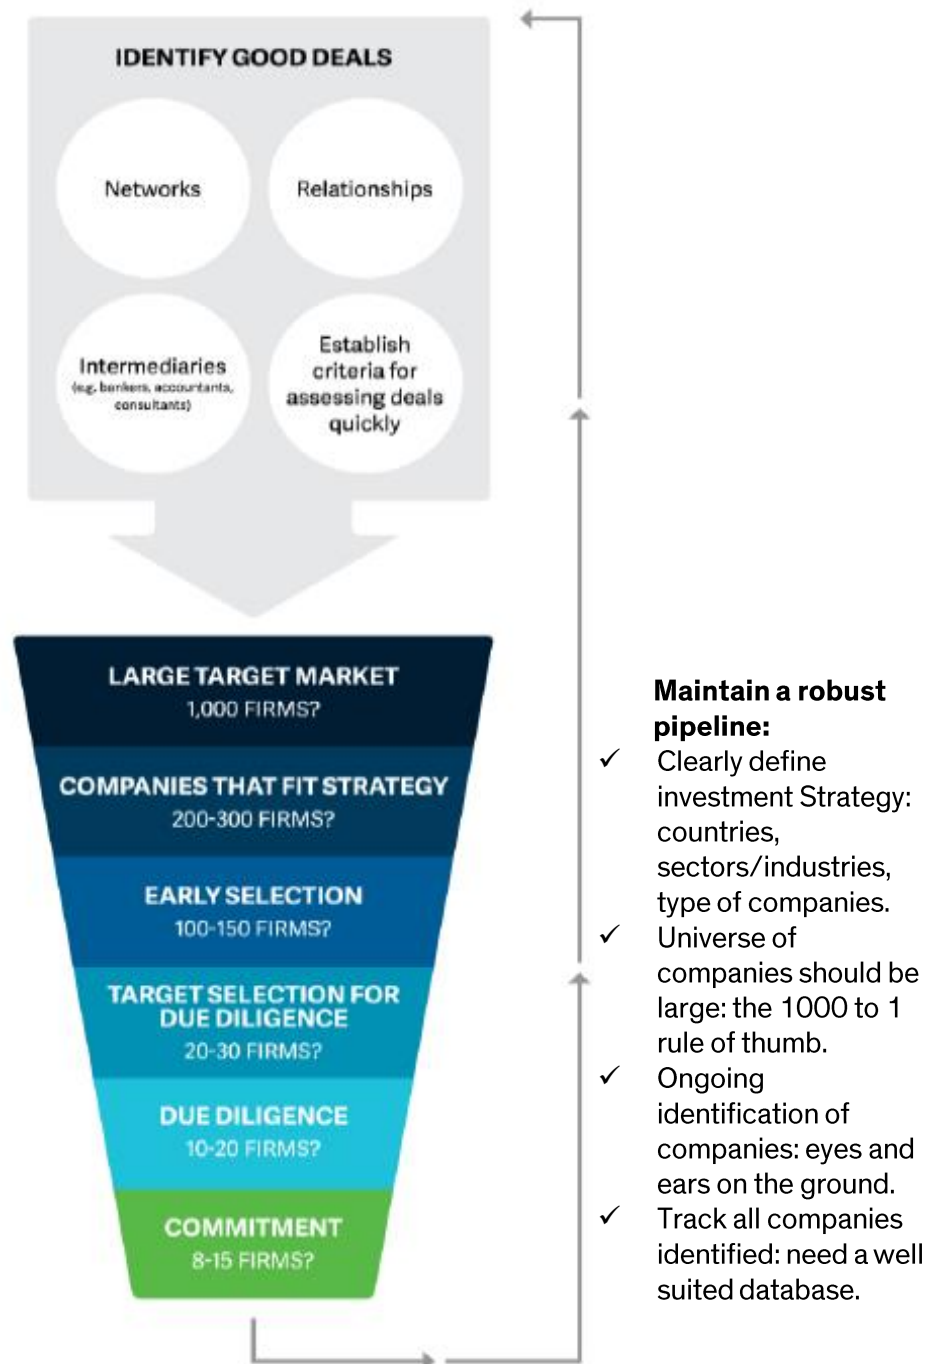 IDENTIFY GOOD DEALS
Networks
Relationships
Intermediaries
(e.g. bankers, accountants,
consultants)
Establish
criteria for
assessing deals
quickly
LARGE TARGET MARKET
1,000 FIRMS?
COMPANIES THAT FIT STRATEGY
200-300 FIRMS?
EARLY SELECTION
100-150 FIRMS?
TARGET SELECTION FOR
DUE DILIGENCE
20-30 FIRMS?
DUE DILIGENCE
10-20 FIRMS?
COMMITMENT
8-15 FIRMS?
Maintain a robust
pipeline:
✓ Clearly define
investment Strategy:
countries,
sectors/industries,
type of companies.
✓ Universe of
companies should be
large: the 1000 to 1
rule of thumb.
✓ Ongoing
identification of
companies: eyes and
ears on the ground.
✓ Track all companies
identified: need a well
suited database.